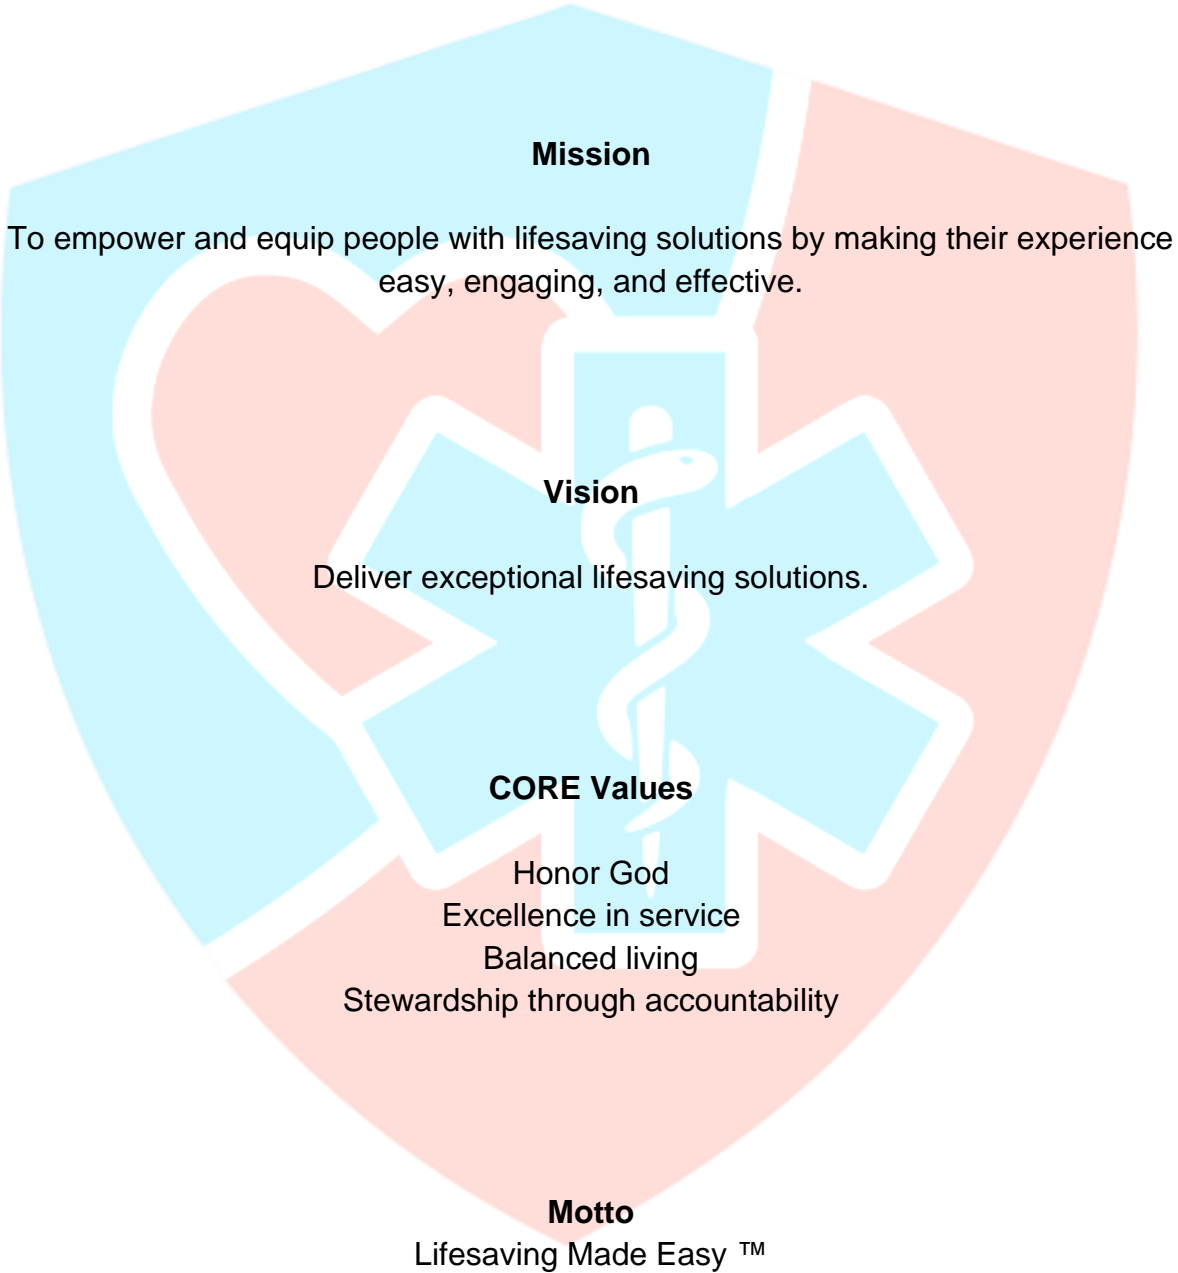 Mission
To empower and equip people with lifesaving solutions by making their experience
easy, engaging, and effective.
Vision
Deliver exceptional lifesaving solutions.
CORE Values
Honor God
Excellence in service
Balanced living
Stewardship through accountability
Motto
Lifesaving Made Easy ™